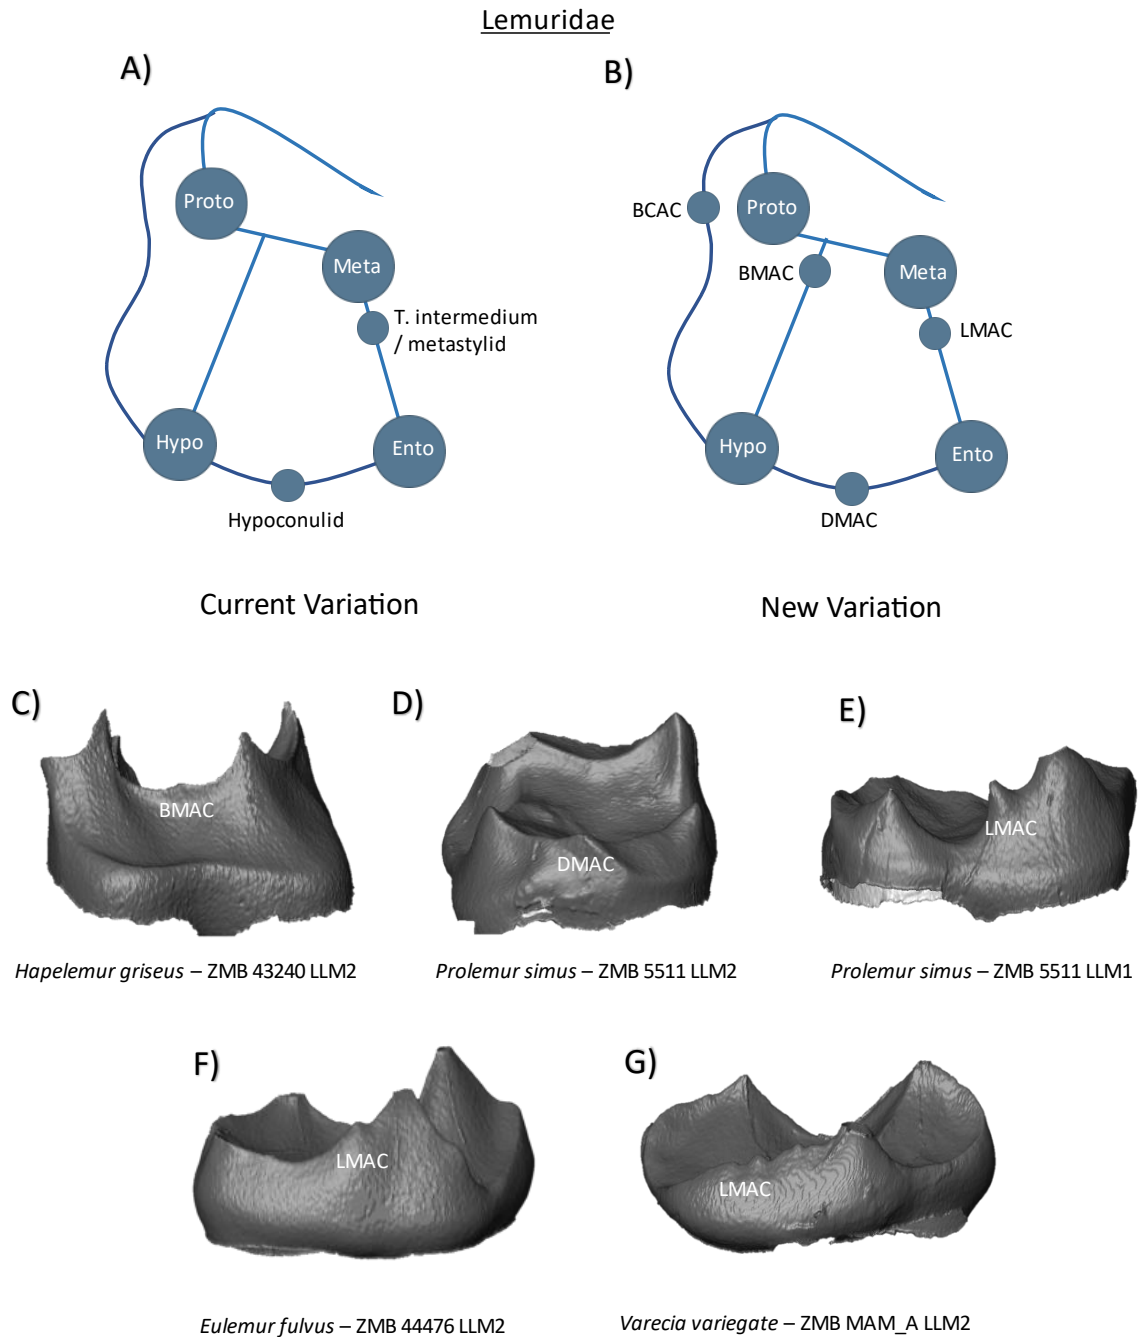 Lemuridae
A)
B)
Proto
Meta
T. intermedium
/ metastylid
Hypo
Ento
Hypoconulid
BCAC
Proto
BMAC
Meta
LMAC
Hypo
Ento
DMAC
Current Variation
New Variation
C)
D)
E)
BMAC
DMAC
LMAC
Hapelemur griseus – ZMB 43240 LLM2
Prolemur simus – ZMB 5511 LLM2
Prolemur simus – ZMB 5511 LLM1
F)
G)
LMAC
LMAC
Eulemur fulvus – ZMB 44476 LLM2
Varecia variegate – ZMB MAM_A LLM2